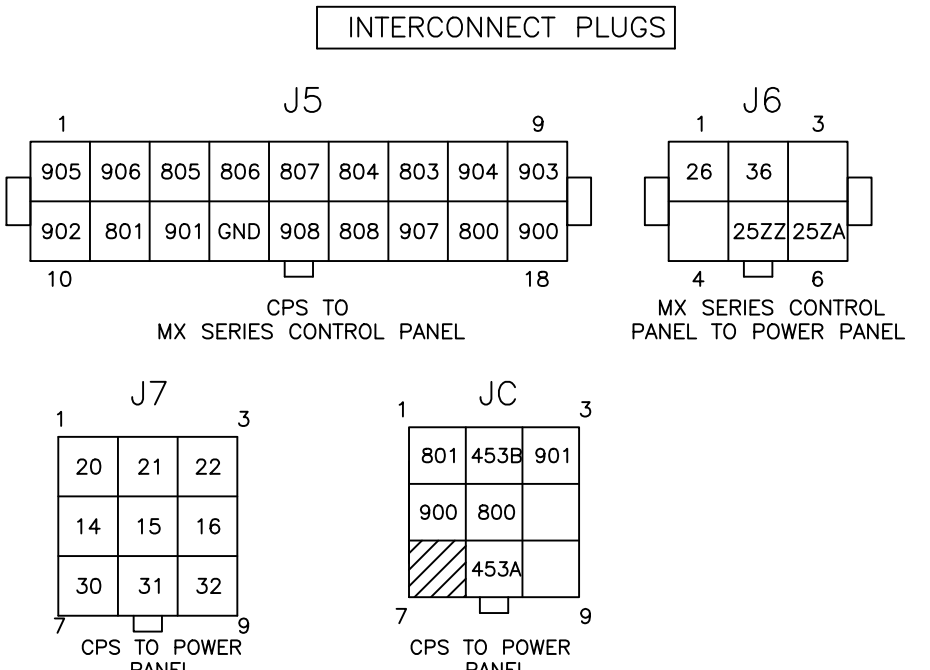 INTERCONNECT PLUGS
J5
1 9
905 906 805 806 807 804 803 904 903
902 801 901 GND 908 808 907 800 900
10 18
CPS TO
MX SERIES CONTROL PANEL
J6
1 3
26 36
25ZZ 25ZA
4 6
MX SERIES CONTROL
PANEL TO POWER PANEL
J7
1 3
20 21 22
14 15 16
30 31 32
7 9
CPS TO POWER
PANEL
JC
1 3
801 453B 901
900 800
453A
7 9
CPS TO POWER
PANEL